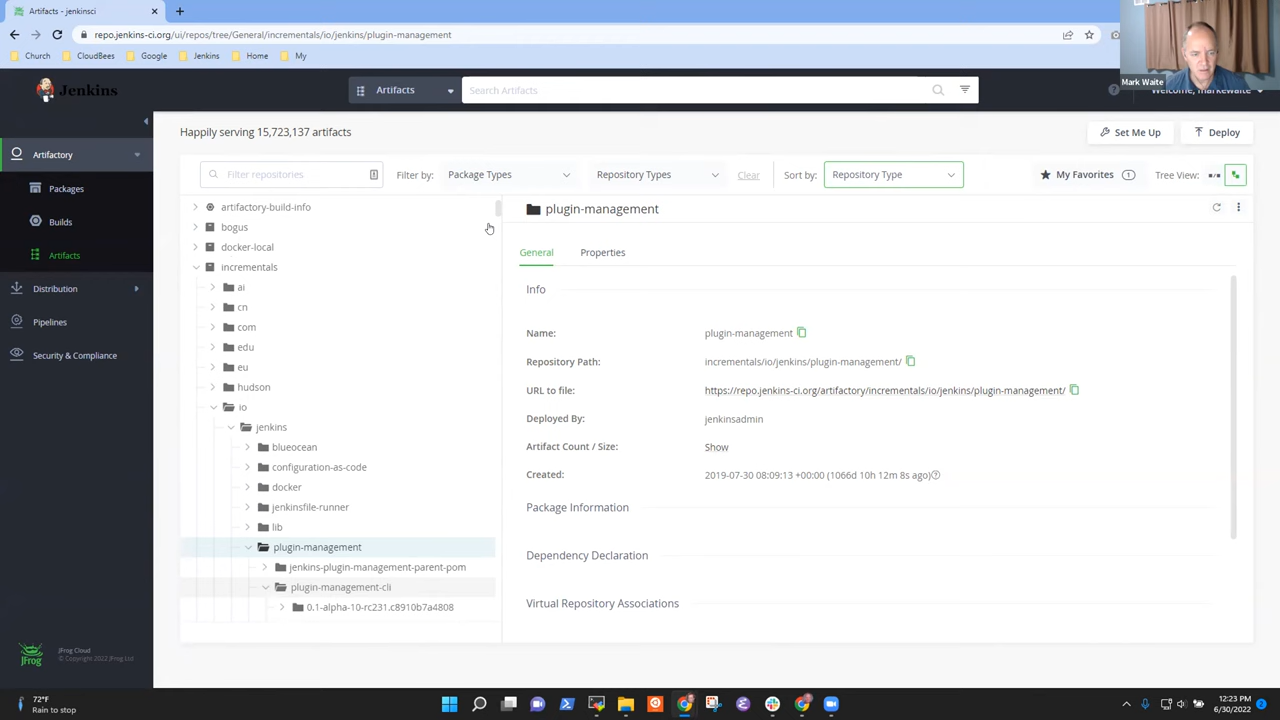 Artifacts - jenkinsci
repo.jenkins-ci.org/ui/repos/tree/General/incrementals/io/jenkins/plugin-management
Church
CloudBees
Google
Jenkins
Home
My
Mark Waite
Jenkins
Artifacts
Search Artifacts
Welcome, markewaite
Happily serving 15,723,137 artifacts
Set Me Up
Deploy
Artifactory
Packages
Builds
Artifacts
Distribution
Pipelines
Security & Compliance
Filter repositories
Filter by:
Package Types
Repository Types
Clear
Sort by:
Repository Type
My Favorites
1
Tree View:
artifactory-build-info
bogus
docker-local
incrementals
ai
cn
com
edu
eu
hudson
io
jenkins
blueocean
configuration-as-code
docker
jenkinsfile-runner
lib
plugin-management
jenkins-plugin-management-parent-pom
plugin-management-cli
0.1-alpha-10-rc231.c8910b7a4808
plugin-management
General
Properties
Info
Name:
plugin-management
Repository Path:
incrementals/io/jenkins/plugin-management/
URL to file:
https://repo.jenkins-ci.org/artifactory/incrementals/io/jenkins/plugin-management/
Deployed By:
jenkinsadmin
Artifact Count / Size:
Show
Created:
2019-07-30 08:09:13 +00:00 (1066d 10h 12m 8s ago)
Package Information
Dependency Declaration
Virtual Repository Associations
JFrog
JFrog Cloud
© Copyright 2022 JFrog Ltd
72°F
Rain to stop
12:23 PM
6/30/2022